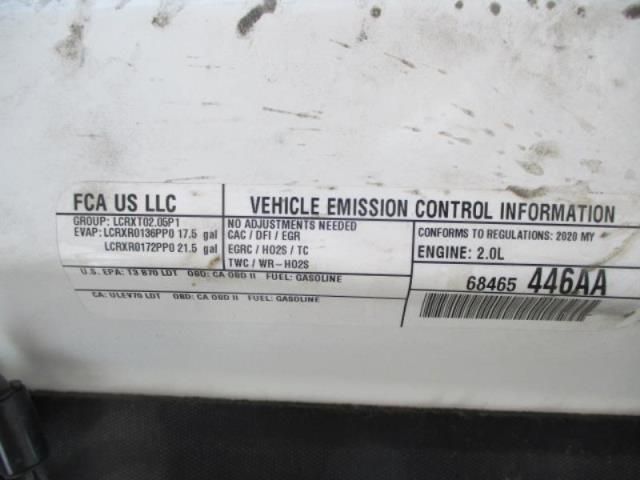 FCA US LLC
VEHICLE EMISSION CONTROL INFORMATION
GROUP: LCRXT02.05P1
EVAP: LCRXR0136PP0 17.5 gal
LCRXR0172PP0 21.5 gal
NO ADJUSTMENTS NEEDED
CAC / DFI / EGR
EGRC / HO2S / TC
TWC / WR-HO2S
CONFORMS TO REGULATIONS: 2020 MY
ENGINE: 2.0L
U.S. EPA: T3 B70 LDT OBD: CA OBD II FUEL: GASOLINE
CA: ULEV70 LDT OBD: CA OBD II FUEL: GASOLINE
68465 446AA